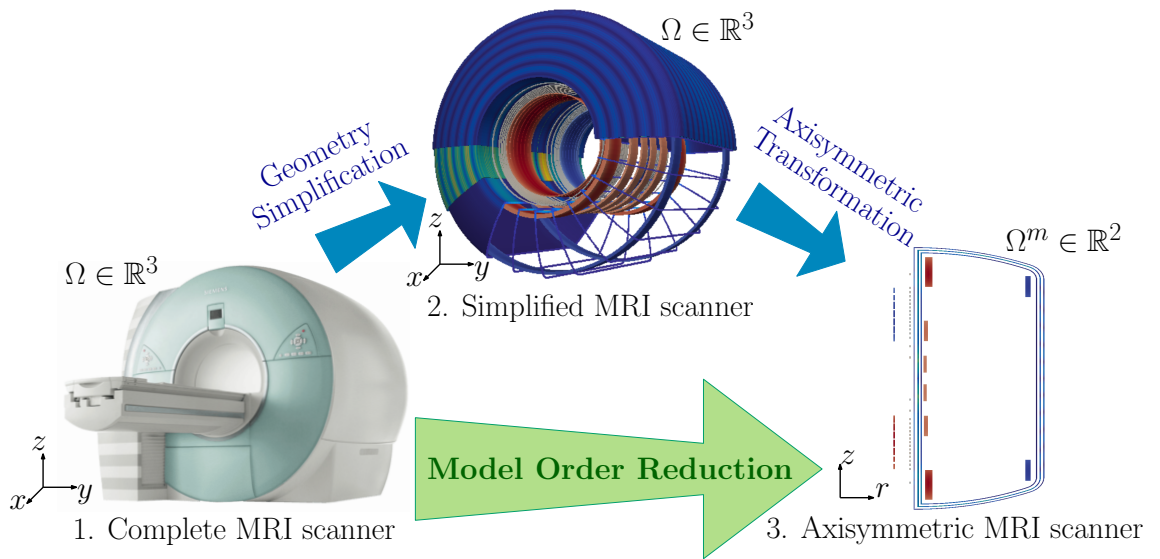 Ω ∈ ℝ³
Geometry
Simplification
z
x
y
2. Simplified MRI scanner
Axisymmetric
Transformation
Ω ∈ ℝ³
z
x
y
1. Complete MRI scanner
Model Order Reduction
Ωᵐ ∈ ℝ²
z
r
3. Axisymmetric MRI scanner